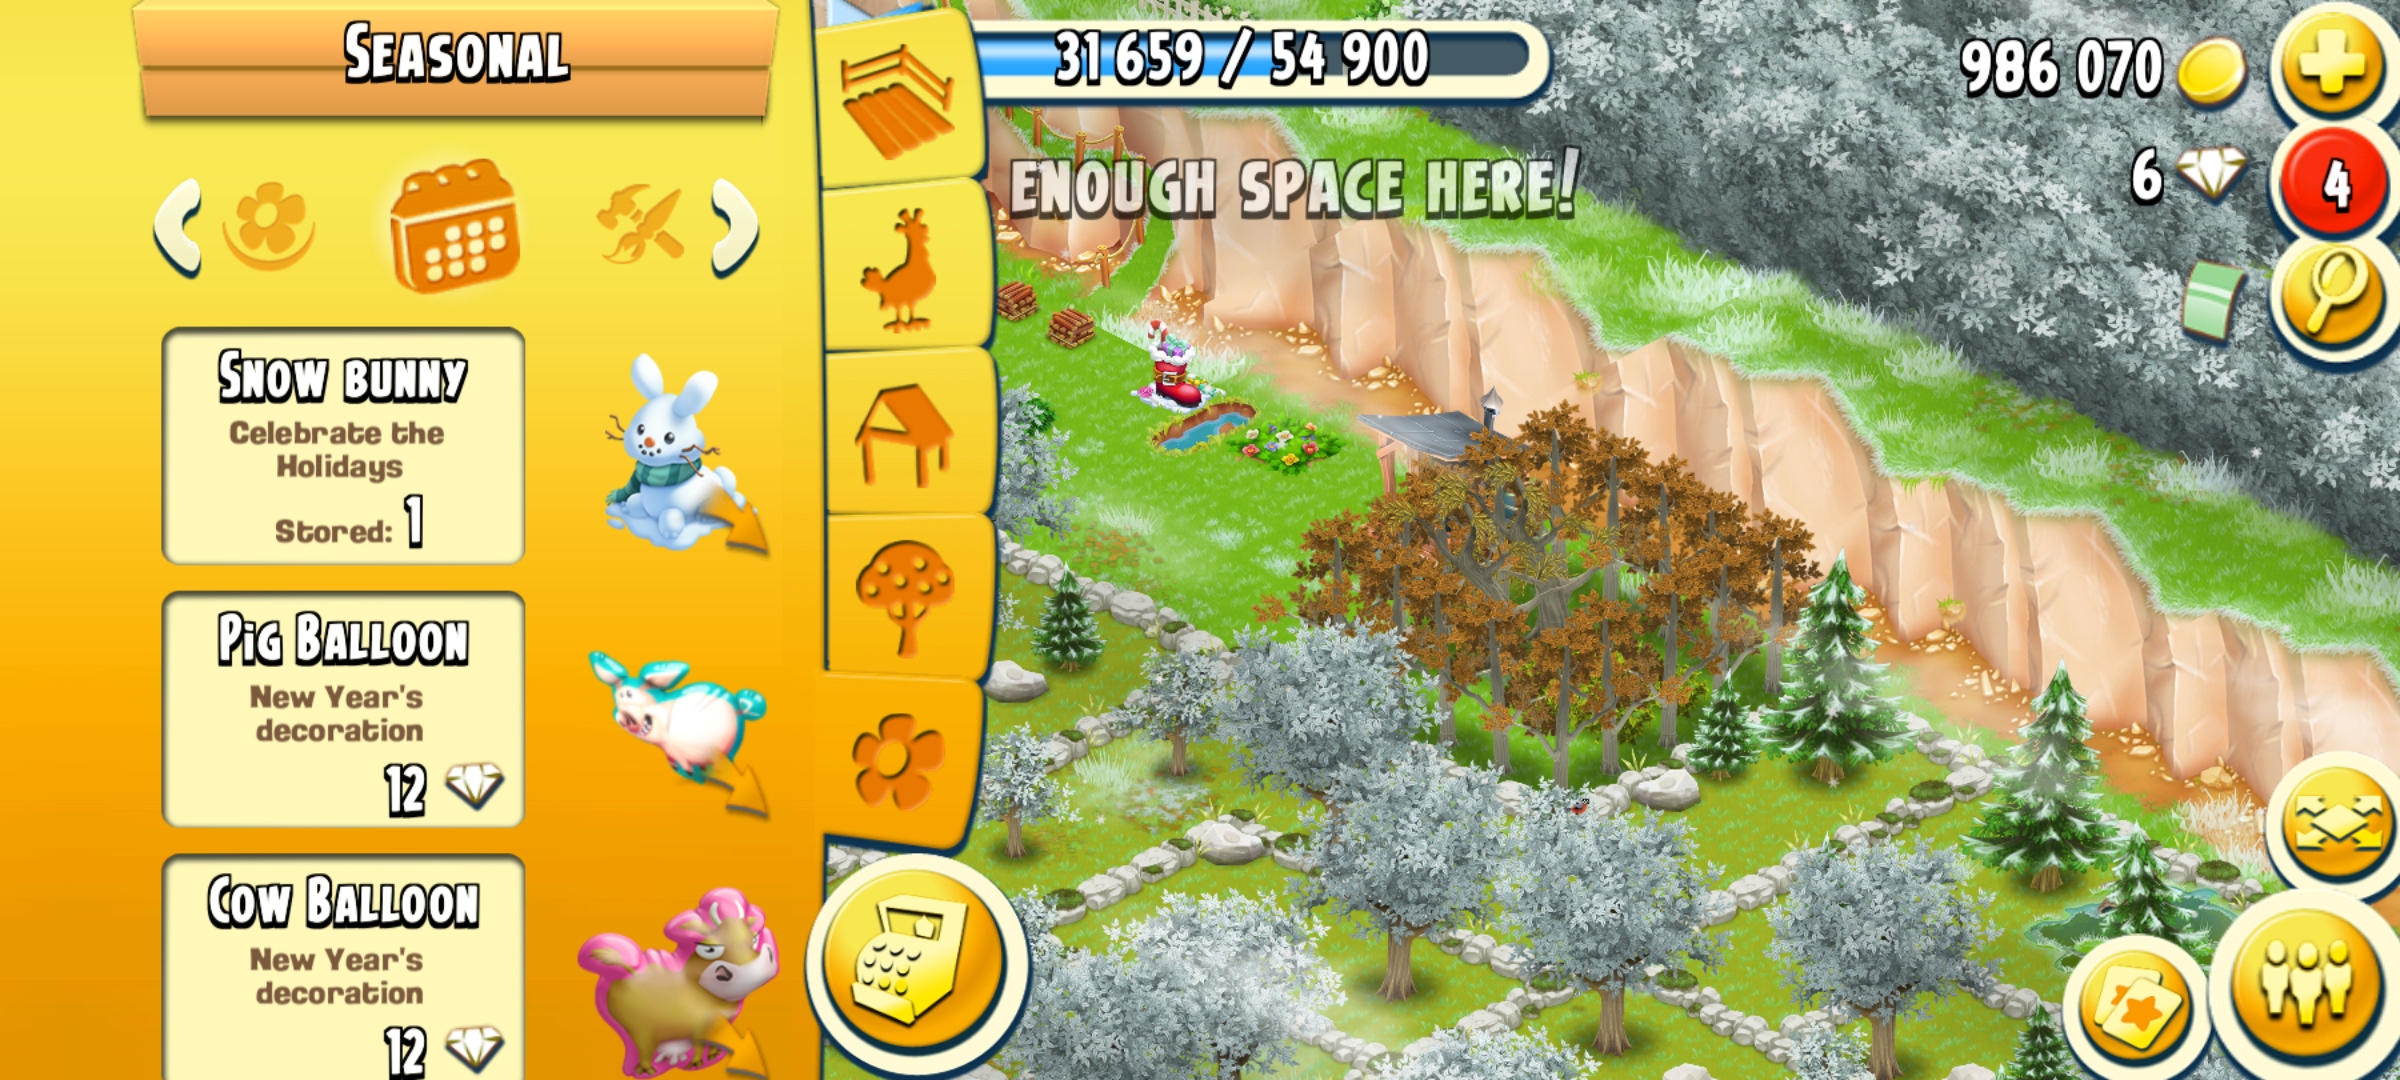 SEASONAL
31 659 / 54 900
986 070
6
4
ENOUGH SPACE HERE!
SNOW BUNNY
Celebrate the
Holidays
Stored: 1
PIG BALLOON
New Year's
decoration
12
COW BALLOON
New Year's
decoration
12